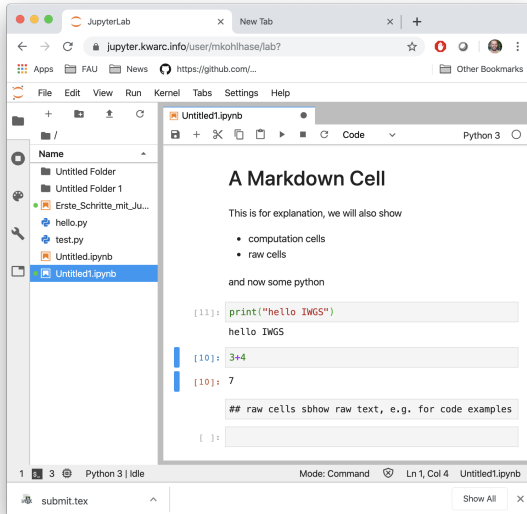 JupyterLab
New Tab
jupyter.kwarc.info/user/mkohlhase/lab?
Apps FAU News https://github.com/... Other Bookmarks
File Edit View Run Kernel Tabs Settings Help
Untitled1.ipynb
/
Code Python 3
Name
Untitled Folder
Untitled Folder 1
Erste_Schritte_mit_Ju...
hello.py
test.py
Untitled.ipynb
Untitled1.ipynb
A Markdown Cell
This is for explanation, we will also show
• computation cells
• raw cells
and now some python
[11]: print("hello IWGS")
hello IWGS
[10]: 3+4
[10]: 7
## raw cells sbhow raw text, e.g. for code examples
[ ]:
1 3 Python 3 | Idle Mode: Command Ln 1, Col 4 Untitled1.ipynb
submit.tex Show All